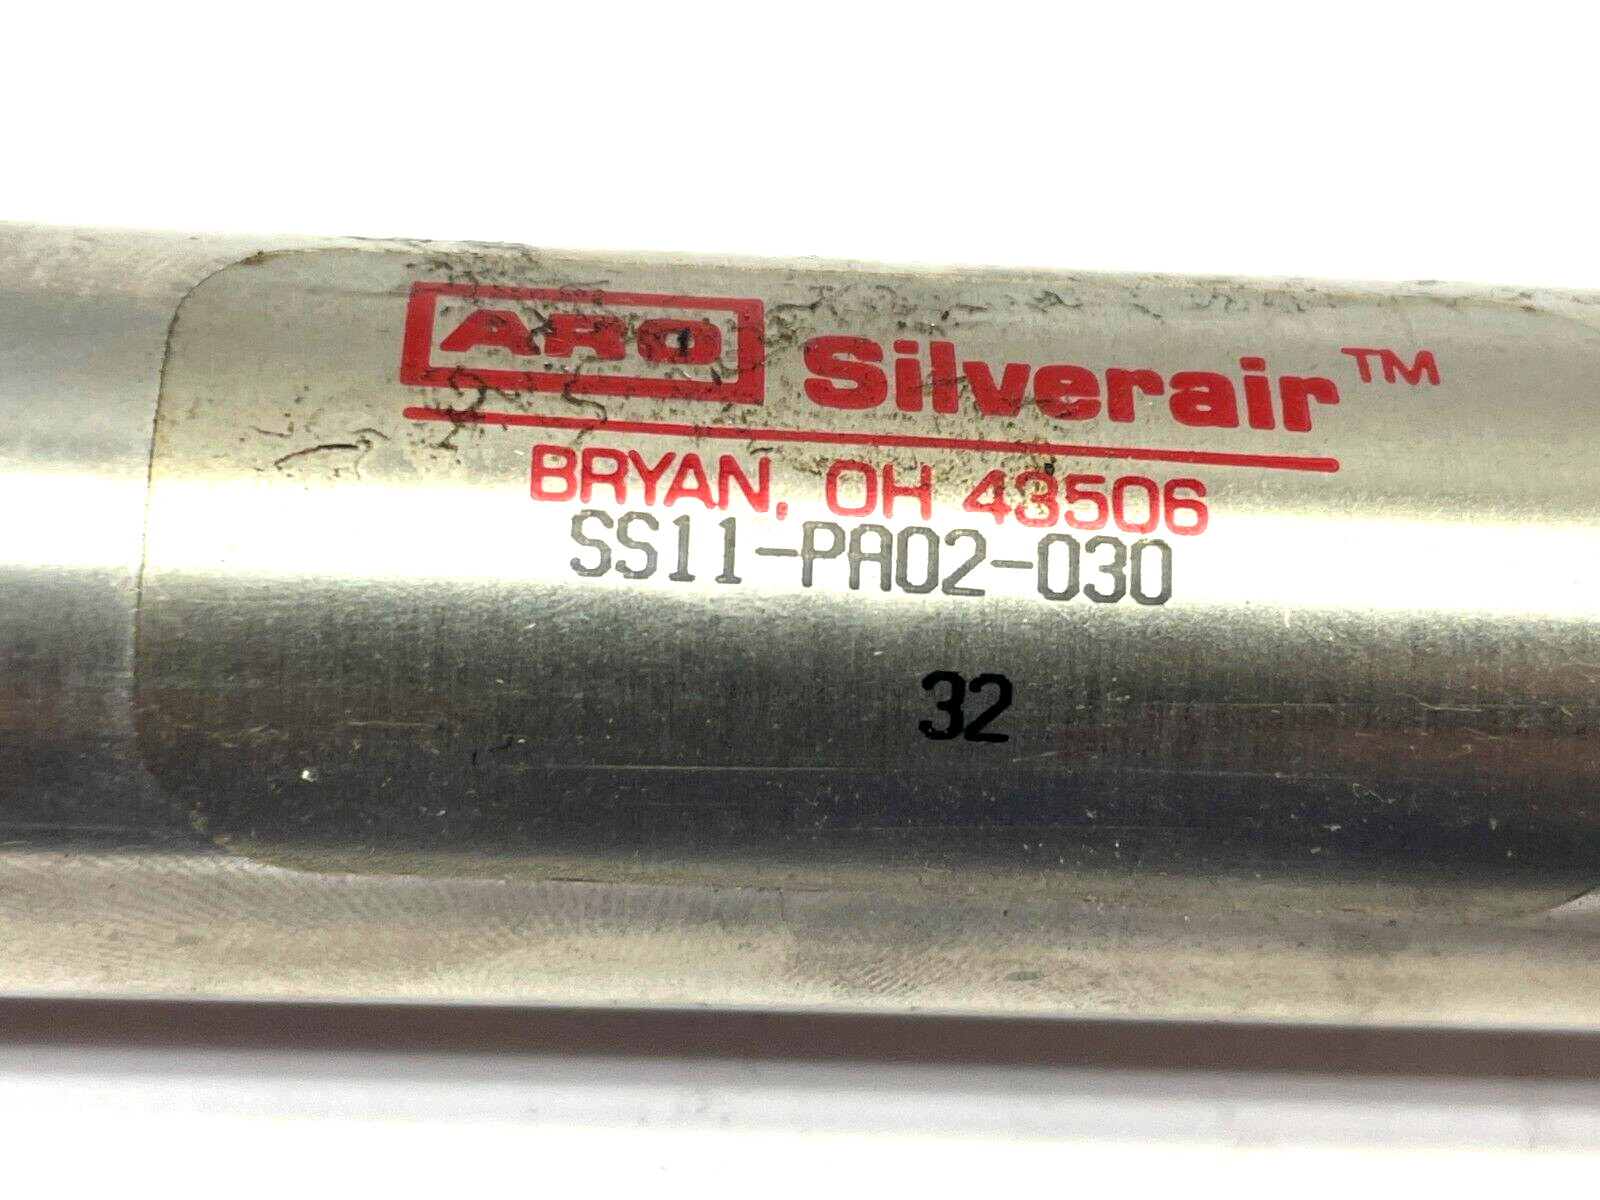 ARO Silverair™
BRYAN, OH 43506
SS11-PA02-030
32